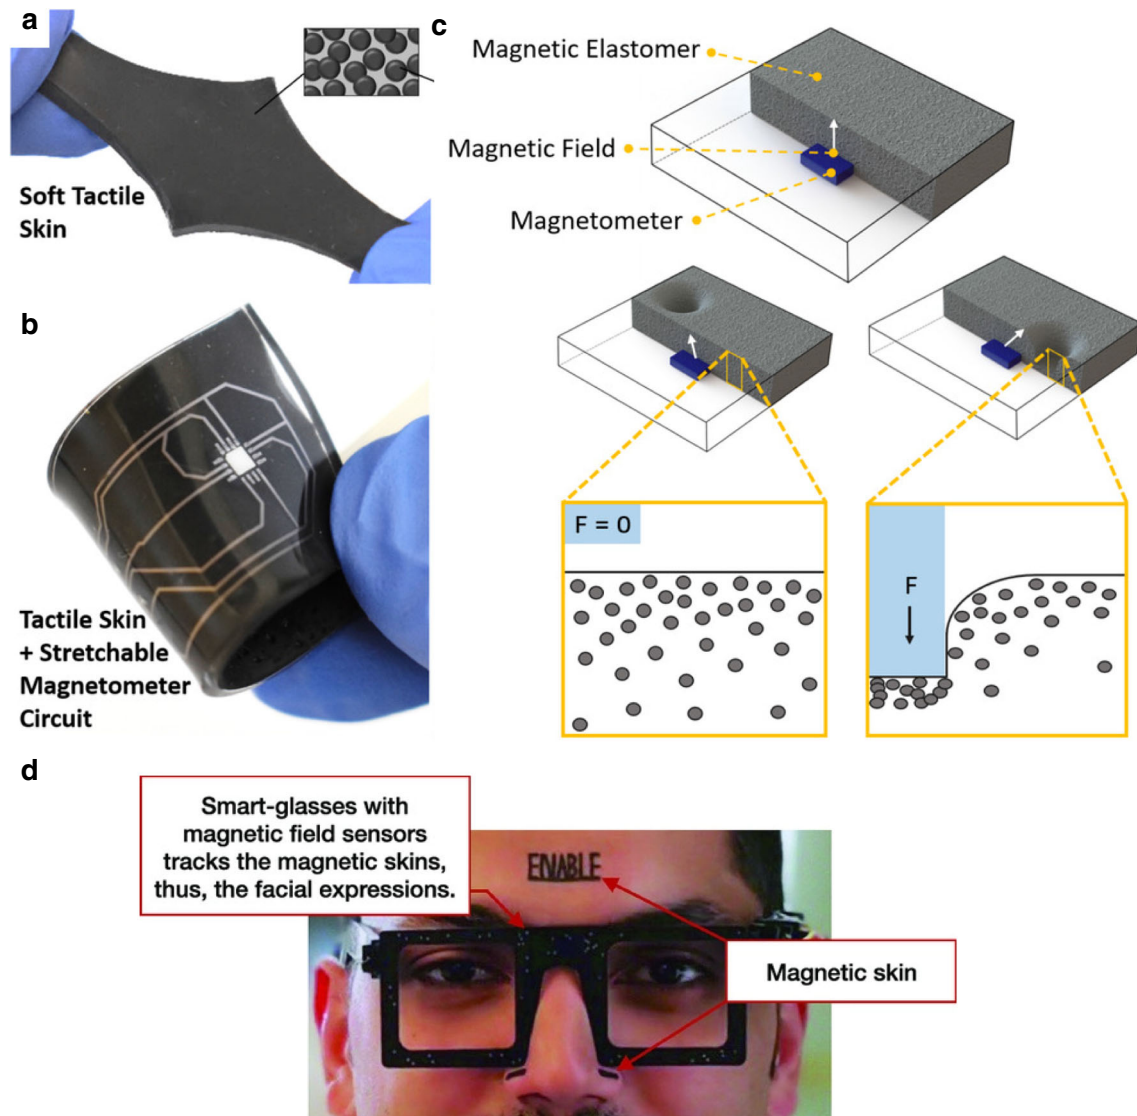 a
Soft Tactile
Skin
b
Tactile Skin
+ Stretchable
Magnetometer
Circuit
c
Magnetic Elastomer
Magnetic Field
Magnetometer
F = 0
F
d
Smart-glasses with
magnetic field sensors
tracks the magnetic skins,
thus, the facial expressions.
ENABLE
Magnetic skin